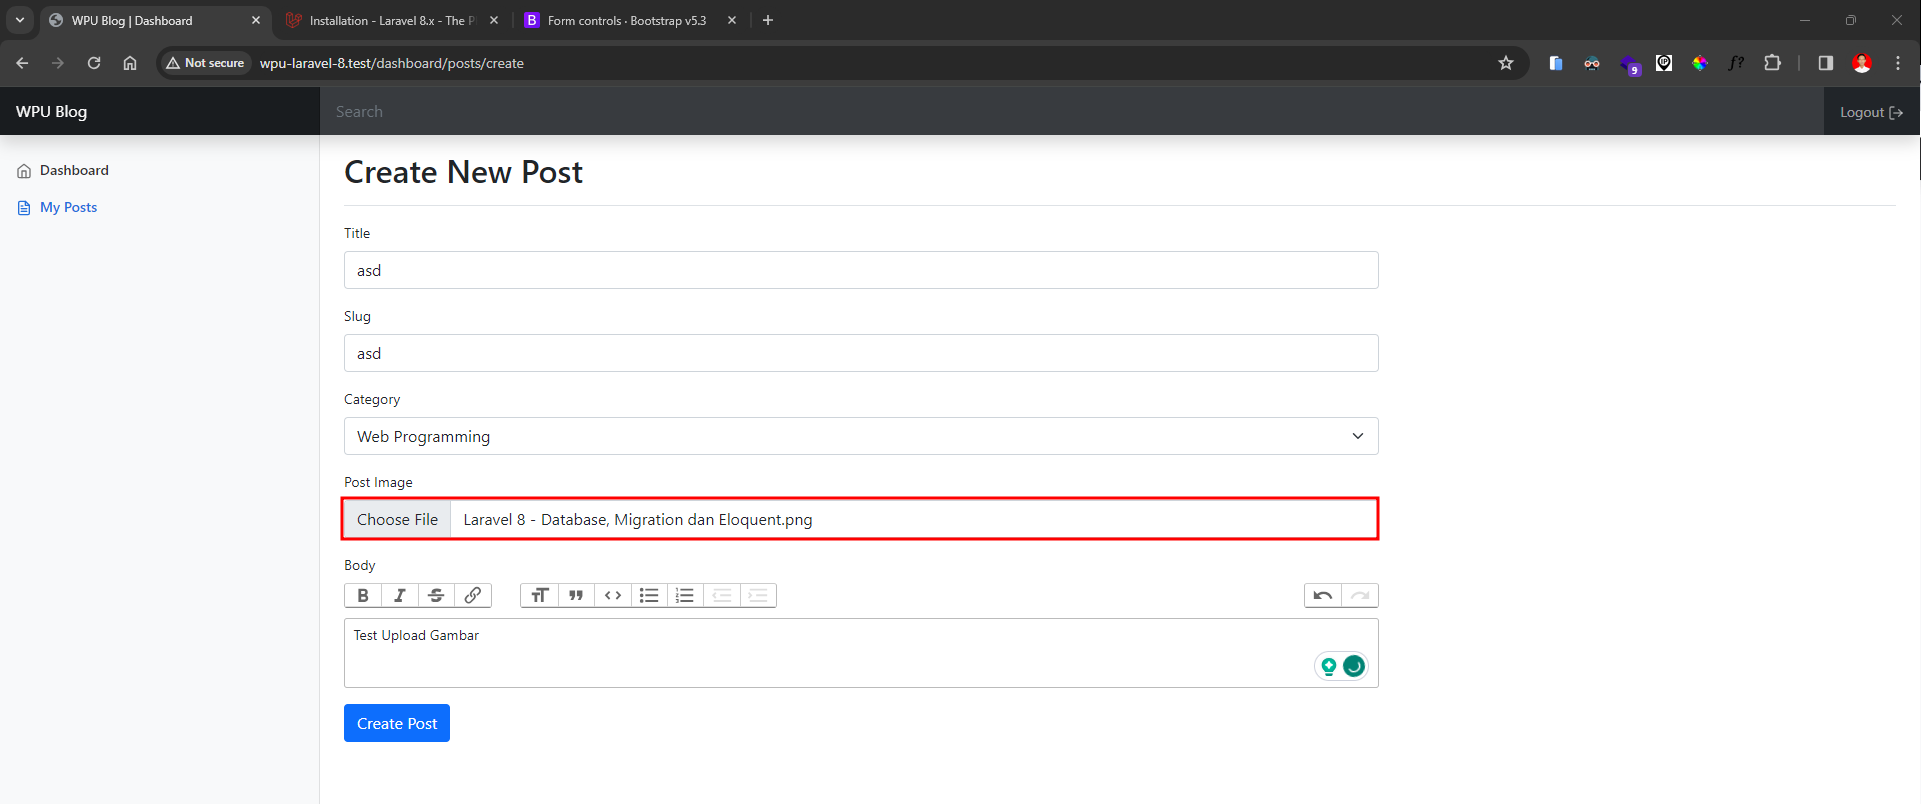 WPU Blog | Dashboard
Installation - Laravel 8.x - The P
B Form controls · Bootstrap v5.3
Not secure
wpu-laravel-8.test/dashboard/posts/create
9
f?
WPU Blog
Search
Logout
Dashboard
My Posts
Create New Post
Title
asd
Slug
asd
Category
Web Programming
Post Image
Choose File
Laravel 8 - Database, Migration dan Eloquent.png
Body
Test Upload Gambar
Create Post